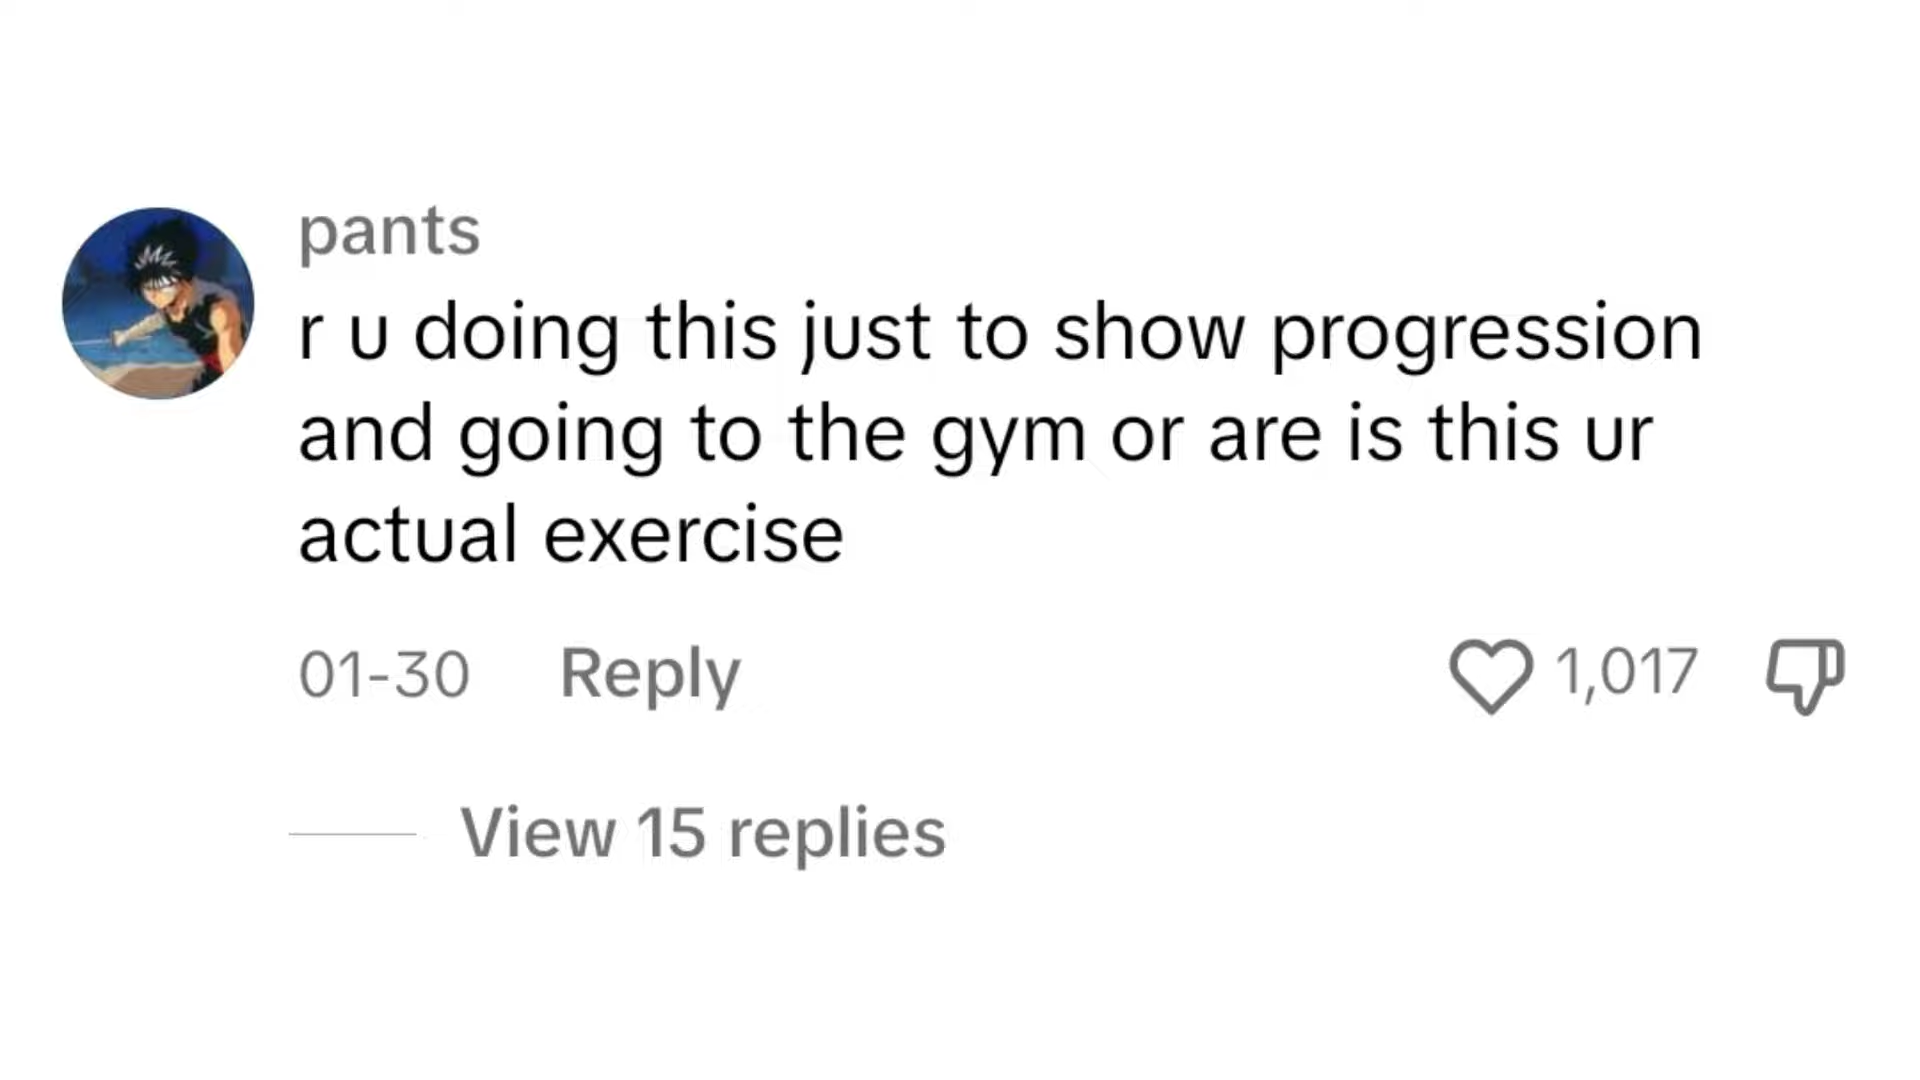 pants
r u doing this just to show progression
and going to the gym or are is this ur
actual exercise
01-30 Reply 1,017
View 15 replies